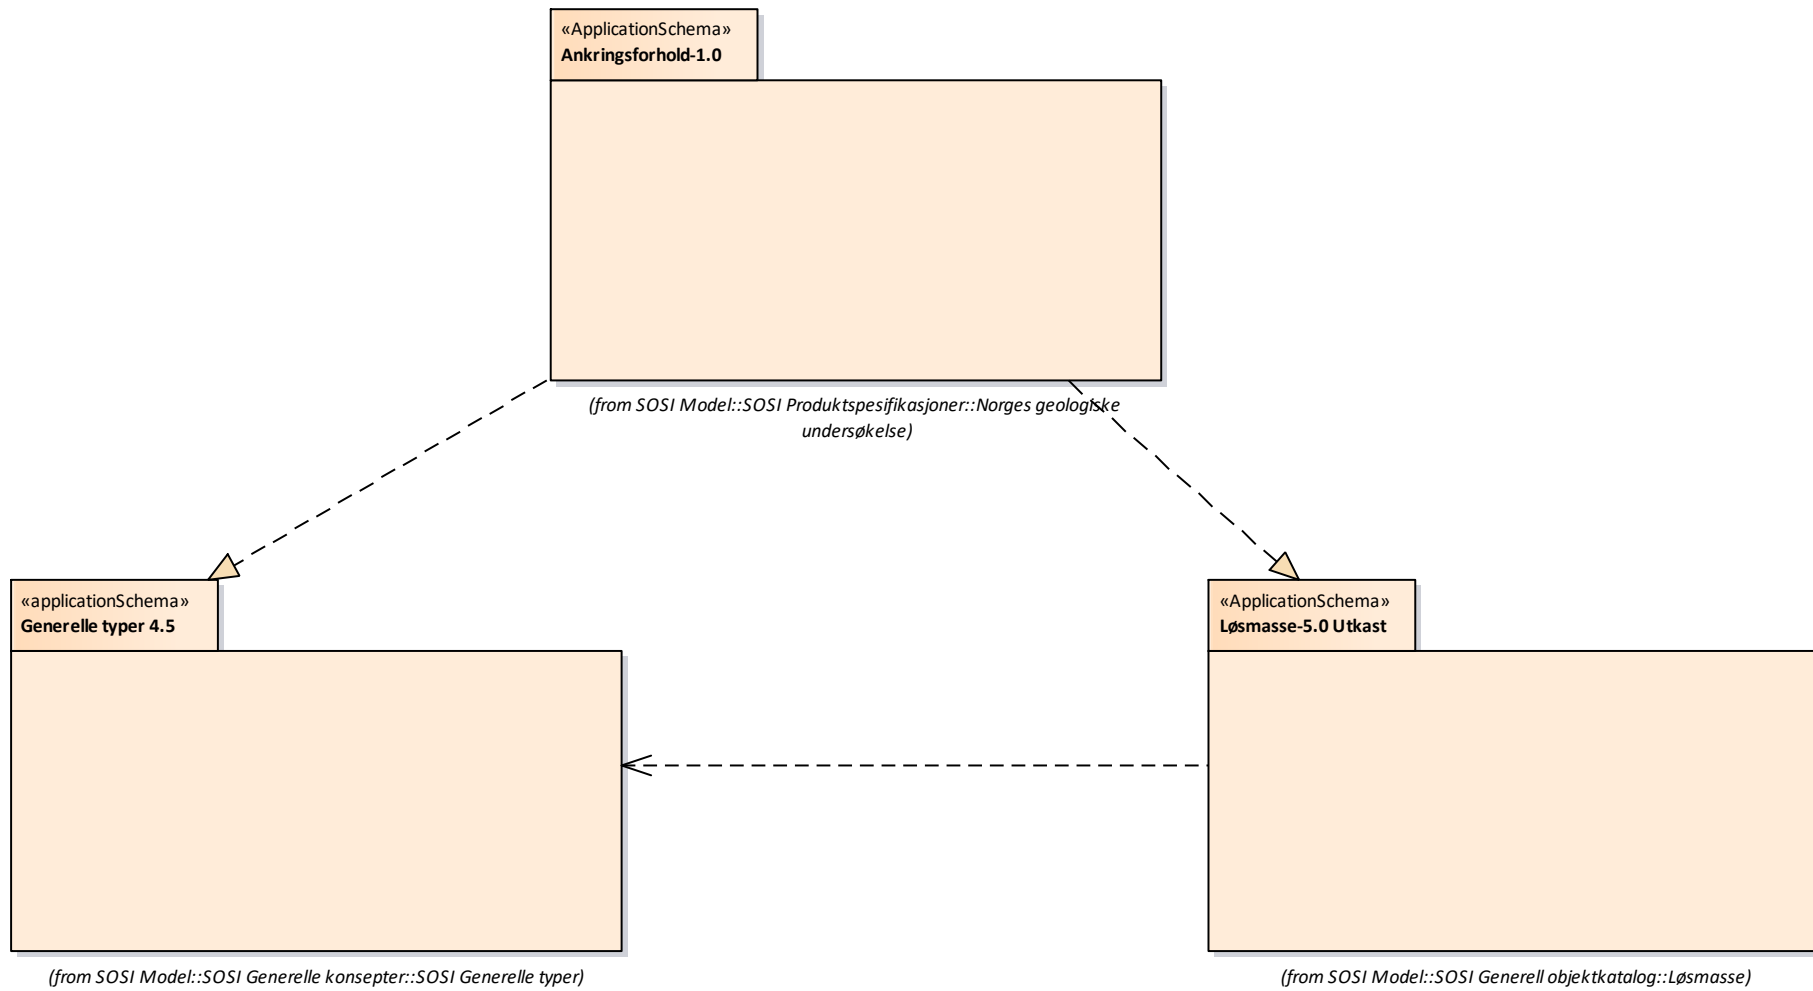 «ApplicationSchema»
Ankringsforhold-1.0
(from SOSI Model::SOSI Produktspesifikasjoner::Norges geologiske
undersøkelse)
«applicationSchema»
Generelle typer 4.5
(from SOSI Model::SOSI Generelle konsepter::SOSI Generelle typer)
«ApplicationSchema»
Løsmasse-5.0 Utkast
(from SOSI Model::SOSI Generell objektkatalog::Løsmasse)